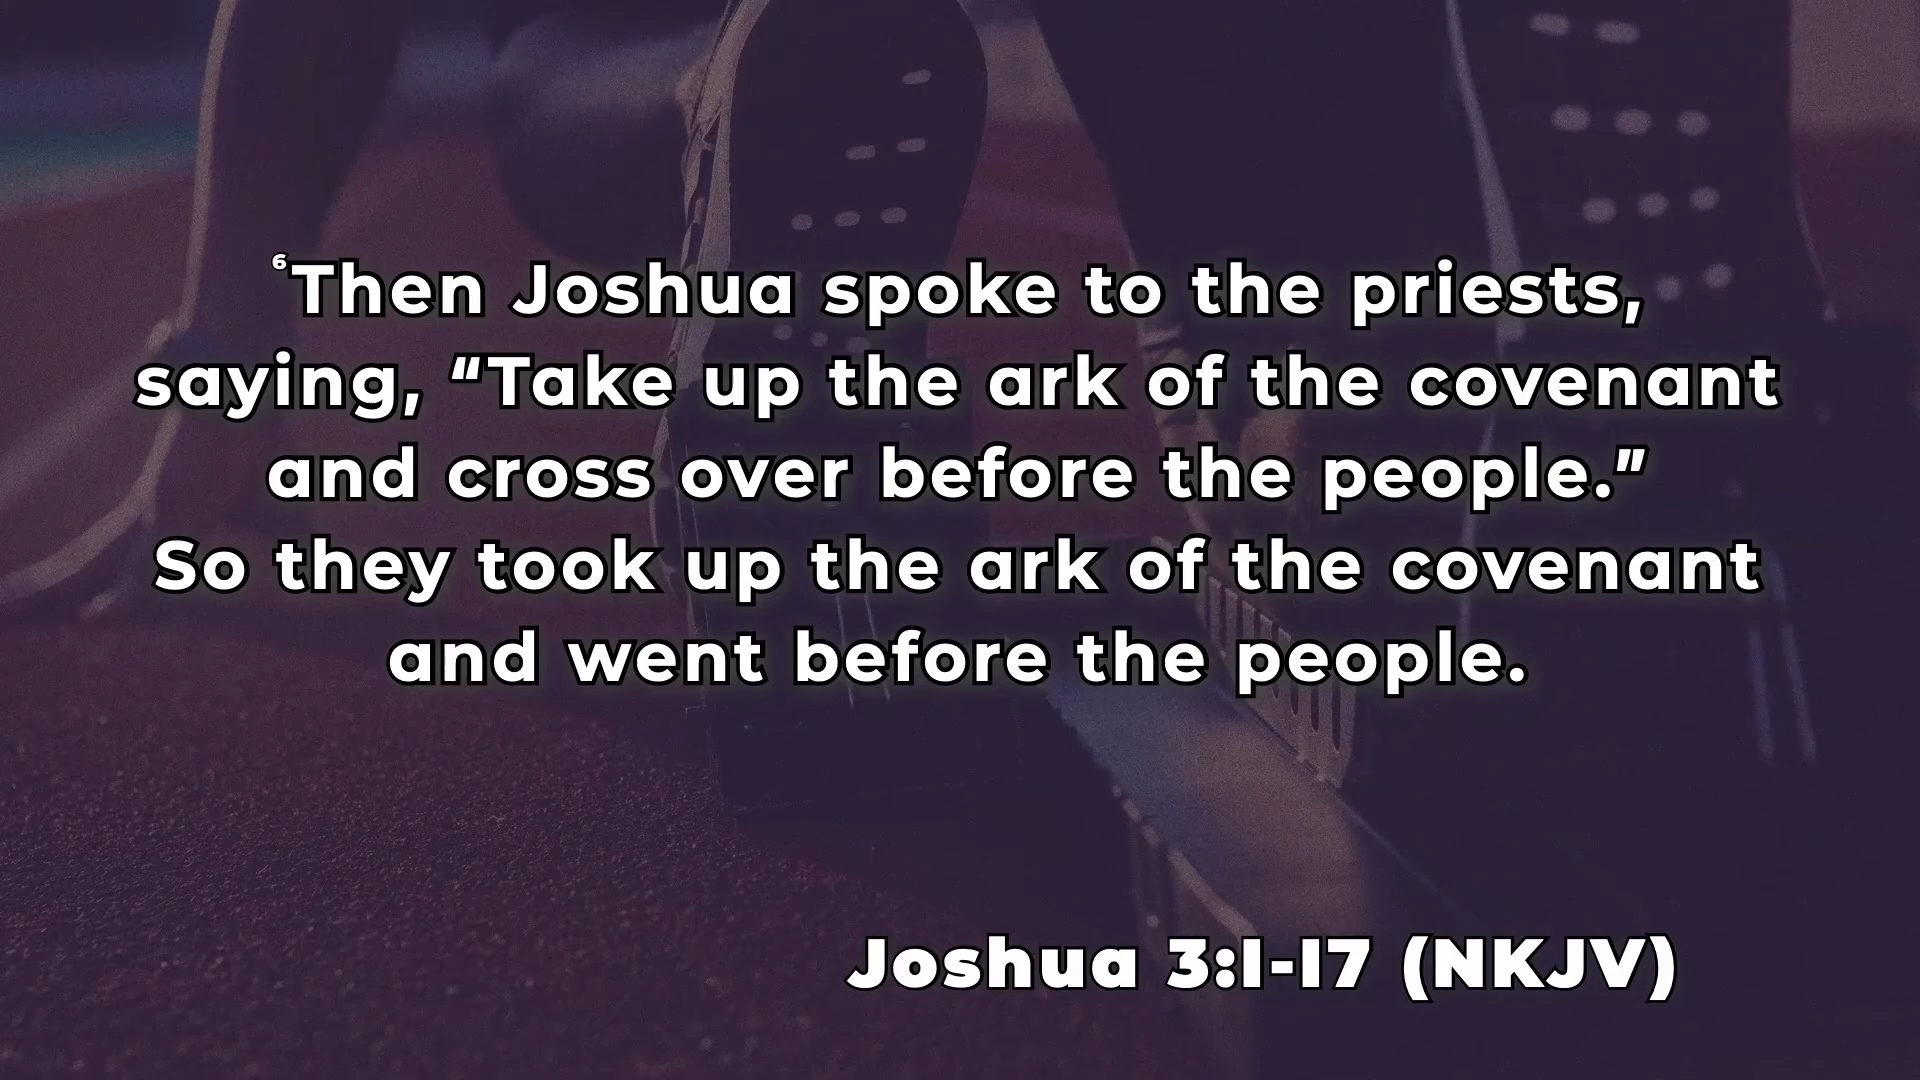 ⁶Then Joshua spoke to the priests,
saying, “Take up the ark of the covenant
and cross over before the people.”
So they took up the ark of the covenant
and went before the people.
Joshua 3:1-17 (NKJV)